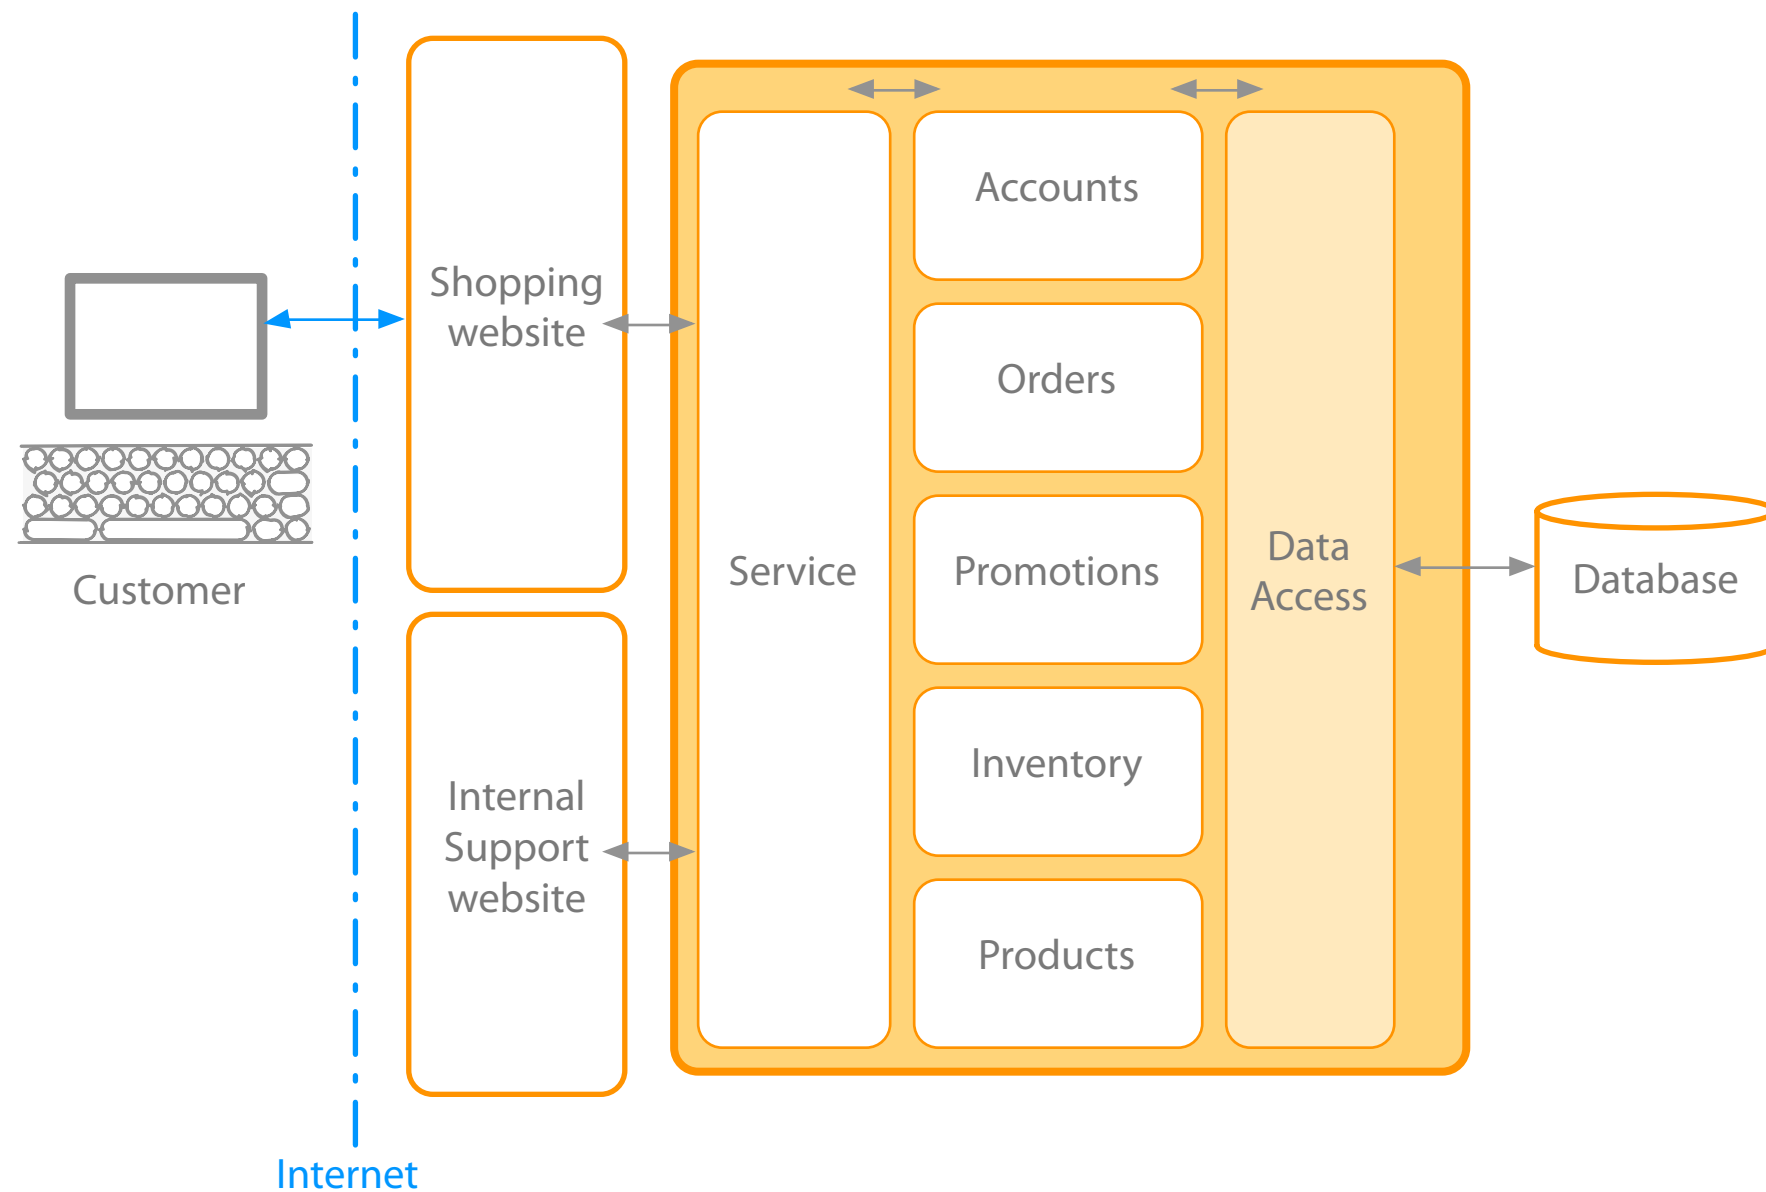 Customer
Internet
Shopping
website
Internal
Support
website
Service
Accounts
Orders
Promotions
Inventory
Products
Data
Access
Database